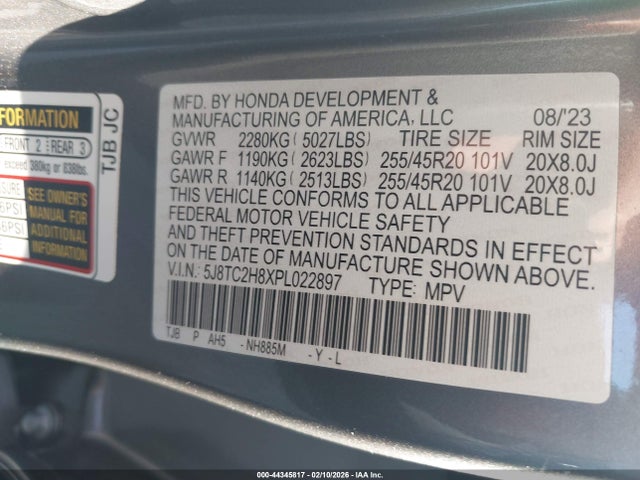 FORMATION
FRONT 2 REAR 3
exceed 380kg or 838lbs.
SEE OWNER'S
MANUAL FOR
ADDITIONAL
INFORMATION
TJB JC
MFD. BY HONDA DEVELOPMENT &
MANUFACTURING OF AMERICA, LLC 08/'23
GVWR 2280KG ( 5027LBS) TIRE SIZE RIM SIZE
GAWR F 1190KG ( 2623LBS) 255/45R20 101V 20X8.0J
GAWR R 1140KG ( 2513LBS) 255/45R20 101V 20X8.0J
THIS VEHICLE CONFORMS TO ALL APPLICABLE
FEDERAL MOTOR VEHICLE SAFETY
AND THEFT PREVENTION STANDARDS IN EFFECT
ON THE DATE OF MANUFACTURE SHOWN ABOVE.
V.I.N.: 5J8TC2H8XPL022897 TYPE: MPV
TJB P AH5 - NH885M - Y - L
000-44345817 - 02/10/2026 - IAA Inc.